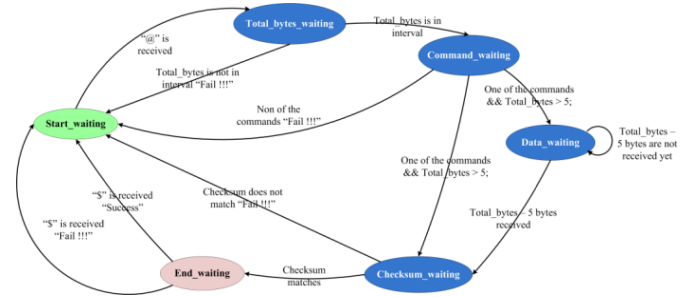 Total_bytes_waiting
Total_bytes is in
interval
"@" is
received
Command_waiting
Total_bytes is not in
interval "Fail !!!"
One of the commands
&& Total_bytes > 5;
Non of the
commands "Fail !!!"
Start_waiting
Data_waiting
Total_bytes –
5 bytes are not
received yet
One of the commands
&& Total_bytes > 5;
Checksum does not
match "Fail !!!"
"$" is received
"Success"
Total_bytes – 5 bytes
received
"$" is received
"Fail !!!"
End_waiting
Checksum
matches
Checksum_waiting